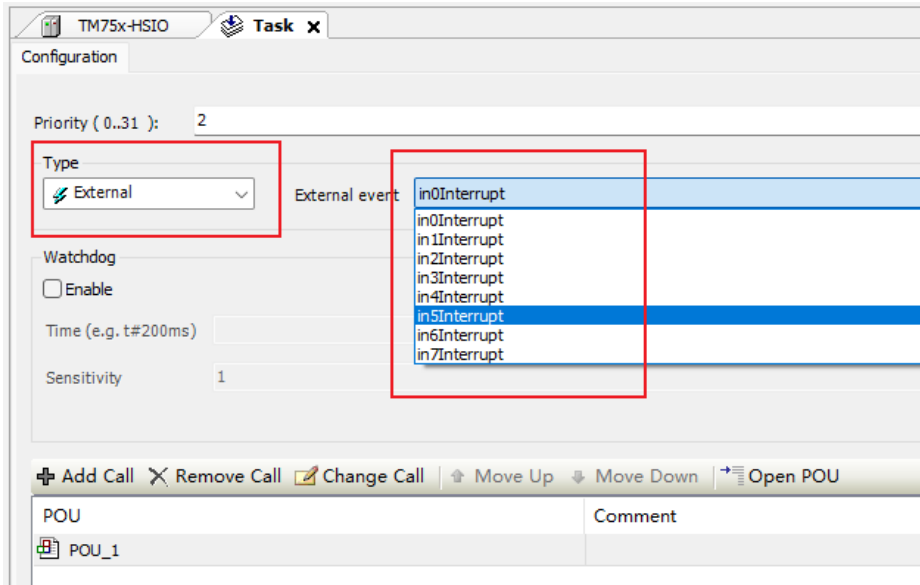 TM75x-HSIO Task X
Configuration
Priority ( 0..31 ): 2
Type
External External event in0Interrupt
in0Interrupt
in1Interrupt
in2Interrupt
in3Interrupt
in4Interrupt
in5Interrupt
in6Interrupt
in7Interrupt
Watchdog
Enable
Time (e.g. t#200ms)
Sensitivity 1
Add Call Remove Call Change Call Move Up Move Down Open POU
POU Comment
POU_1